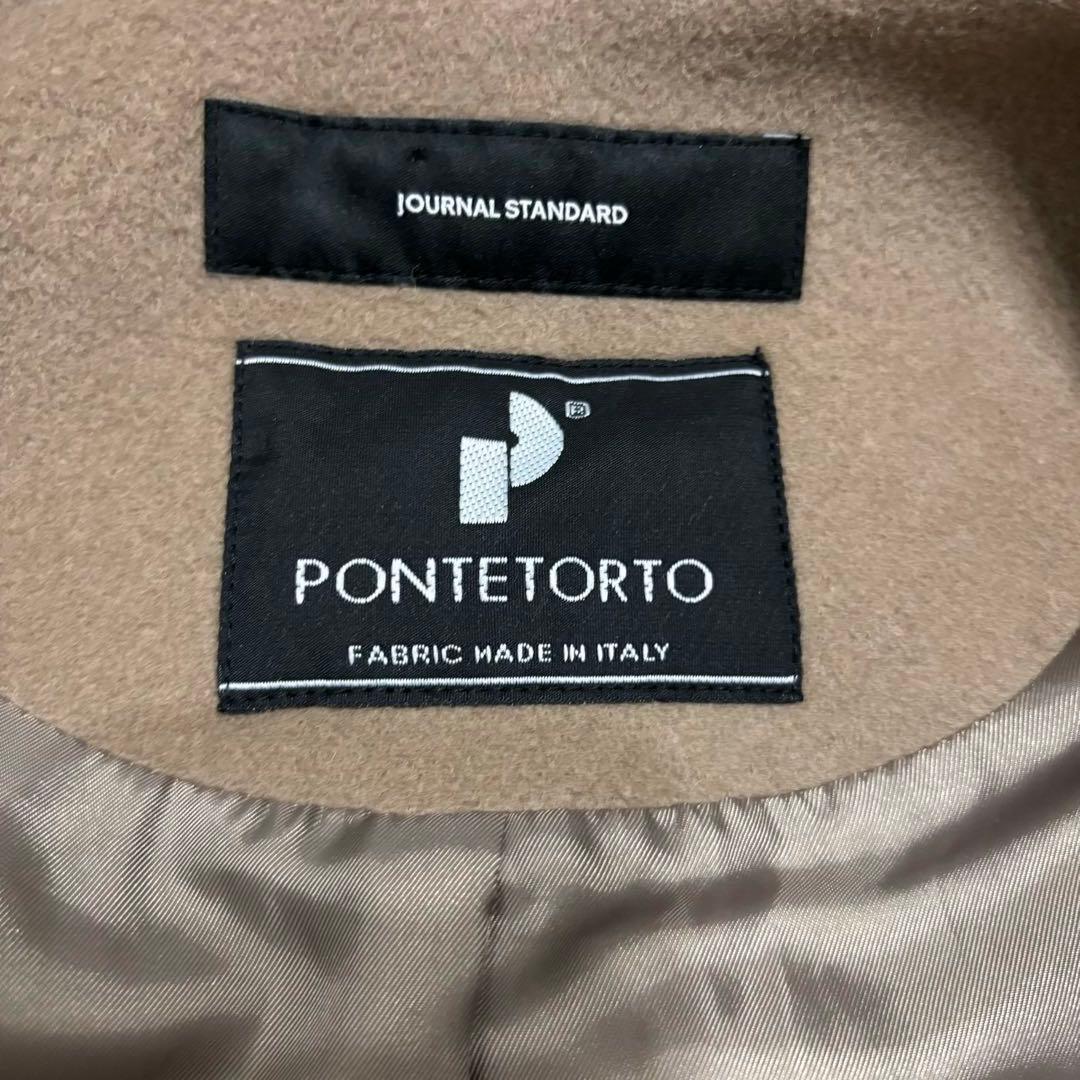 JOURNAL STANDARD
P®
PONTETORTO
FABRIC MADE IN ITALY